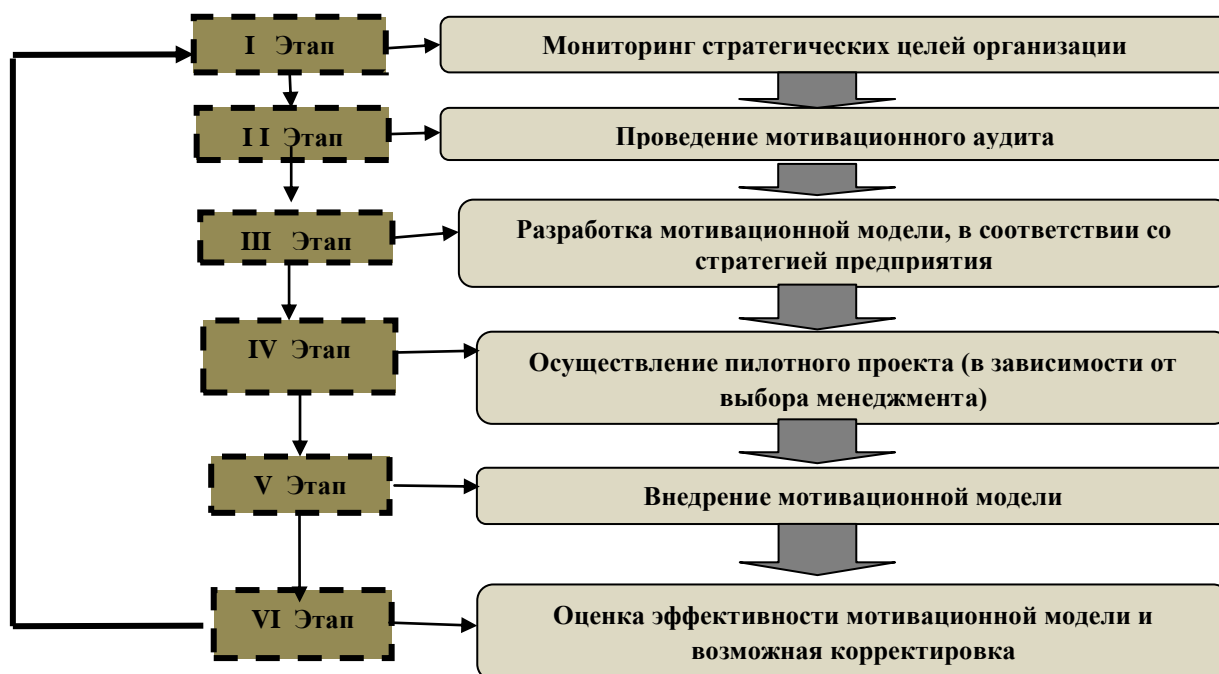 I Этап
Мониторинг стратегических целей организации
I I Этап
Проведение мотивационного аудита
III Этап
Разработка мотивационной модели, в соответствии со
стратегией предприятия
IV Этап
Осуществление пилотного проекта (в зависимости от
выбора менеджмента)
V Этап
Внедрение мотивационной модели
VI Этап
Оценка эффективности мотивационной модели и
возможная корректировка